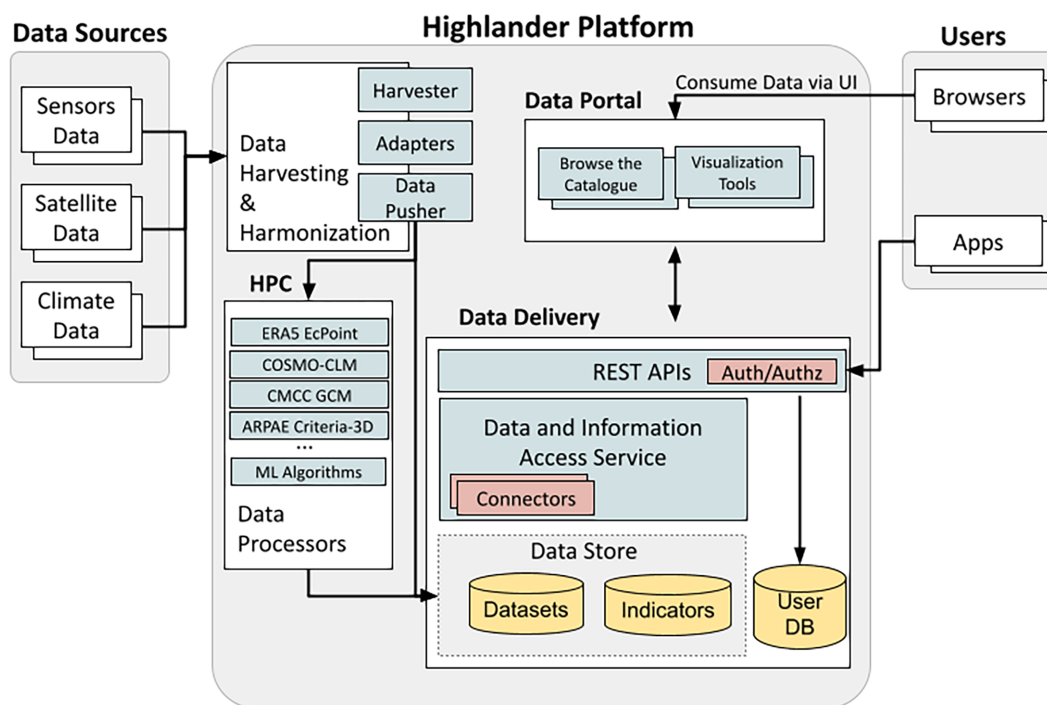 Highlander Platform
Data Sources
Users
Sensors
Data
Satellite
Data
Climate
Data
Data
Harvesting
&
Harmonization
Harvester
Adapters
Data
Pusher
HPC
ERA5 EcPoint
COSMO-CLM
CMCC GCM
ARPAE Criteria-3D
...
ML Algorithms
Data
Processors
Consume Data via UI
Data Portal
Browse the
Catalogue
Visualization
Tools
Browsers
Apps
Data Delivery
REST APIs
Auth/Authz
Data and Information
Access Service
Connectors
Data Store
Datasets
Indicators
User
DB